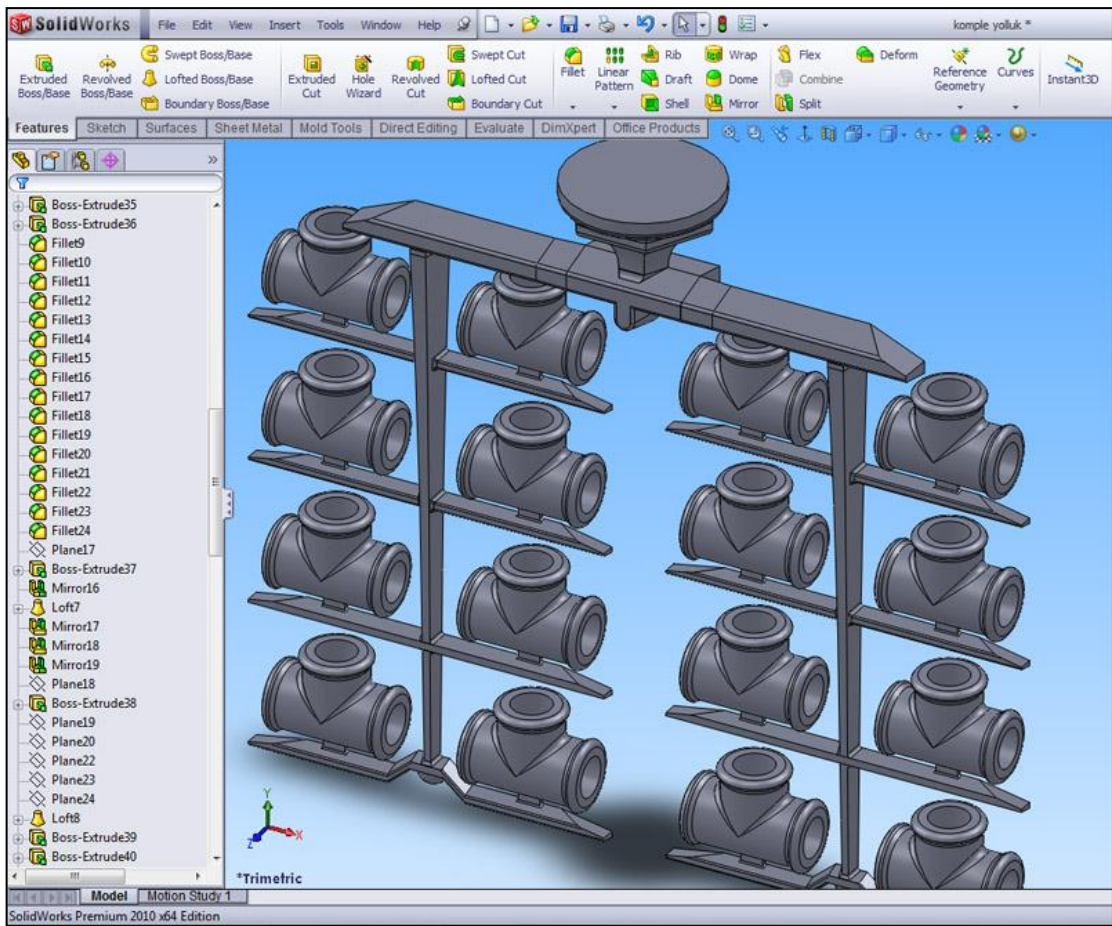 SolidWorks File Edit View Insert Tools Window Help komple yolluk *
Extruded Boss/Base
Revolved Boss/Base
Swept Boss/Base
Lofted Boss/Base
Boundary Boss/Base
Extruded Cut
Hole Wizard
Revolved Cut
Swept Cut
Lofted Cut
Boundary Cut
Fillet
Linear Pattern
Rib
Draft
Shell
Wrap
Dome
Mirror
Flex
Combine
Split
Deform
Reference Geometry
Curves
Instant3D
Features Sketch Surfaces Sheet Metal Mold Tools Direct Editing Evaluate DimXpert Office Products
Boss-Extrude35
Boss-Extrude36
Fillet9
Fillet10
Fillet11
Fillet12
Fillet13
Fillet14
Fillet15
Fillet16
Fillet17
Fillet18
Fillet19
Fillet20
Fillet21
Fillet22
Fillet23
Fillet24
Plane17
Boss-Extrude37
Mirror16
Loft7
Mirror17
Mirror18
Mirror19
Plane18
Boss-Extrude38
Plane19
Plane20
Plane22
Plane23
Plane24
Loft8
Boss-Extrude39
Boss-Extrude40
Y
X
Z
*Trimetric
Model Motion Study 1
SolidWorks Premium 2010 x64 Edition